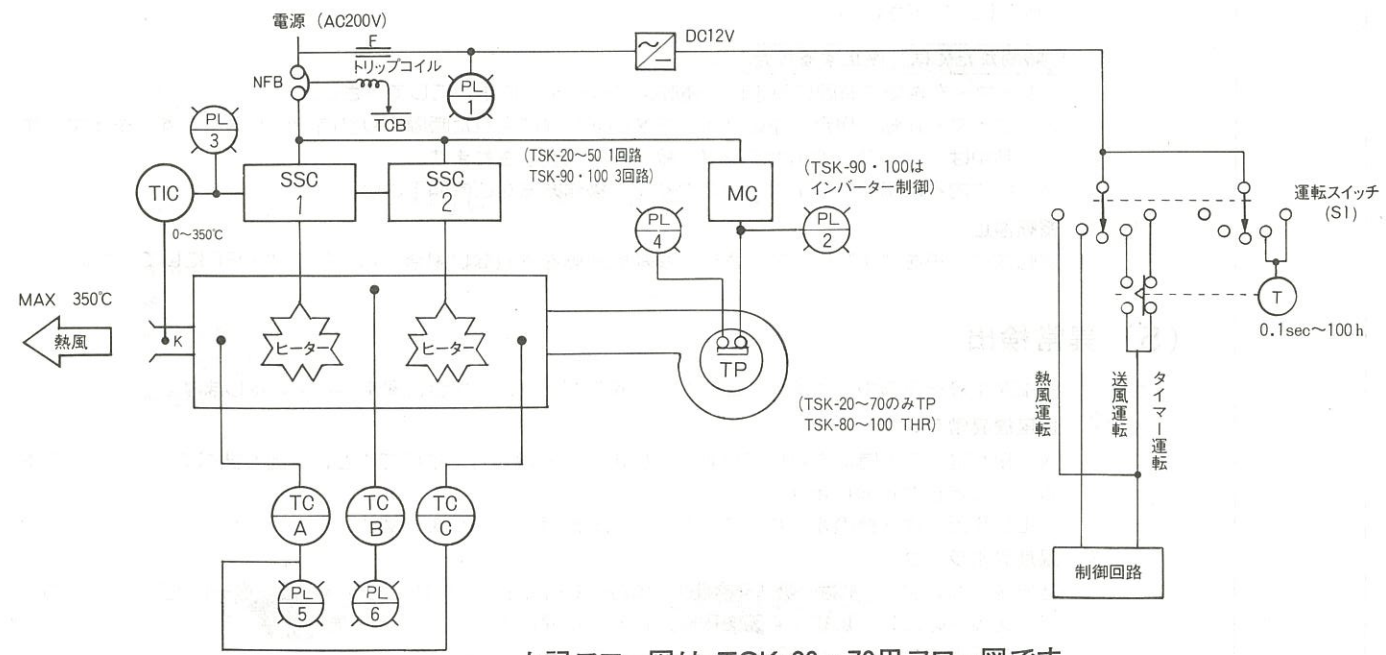 電源 (AC200V)
F
DC12V
トリップコイル
NFB
PL
1
TCB
PL
3
(TSK-20～50 1回路
TSK-90・100 3回路)
(TSK-90・100は
インバーター制御)
運転スイッチ
(S1)
TIC
SSC
1
SSC
2
MC
PL
4
PL
2
0～350℃
T
0.1sec～100h
MAX 350℃
熱風
K
ヒーター
ヒーター
TP
(TSK-20～70のみTP
TSK-80～100 THR)
熱風運転
送風運転
タイマー運転
TC
A
TC
B
TC
C
PL
5
PL
6
制御回路